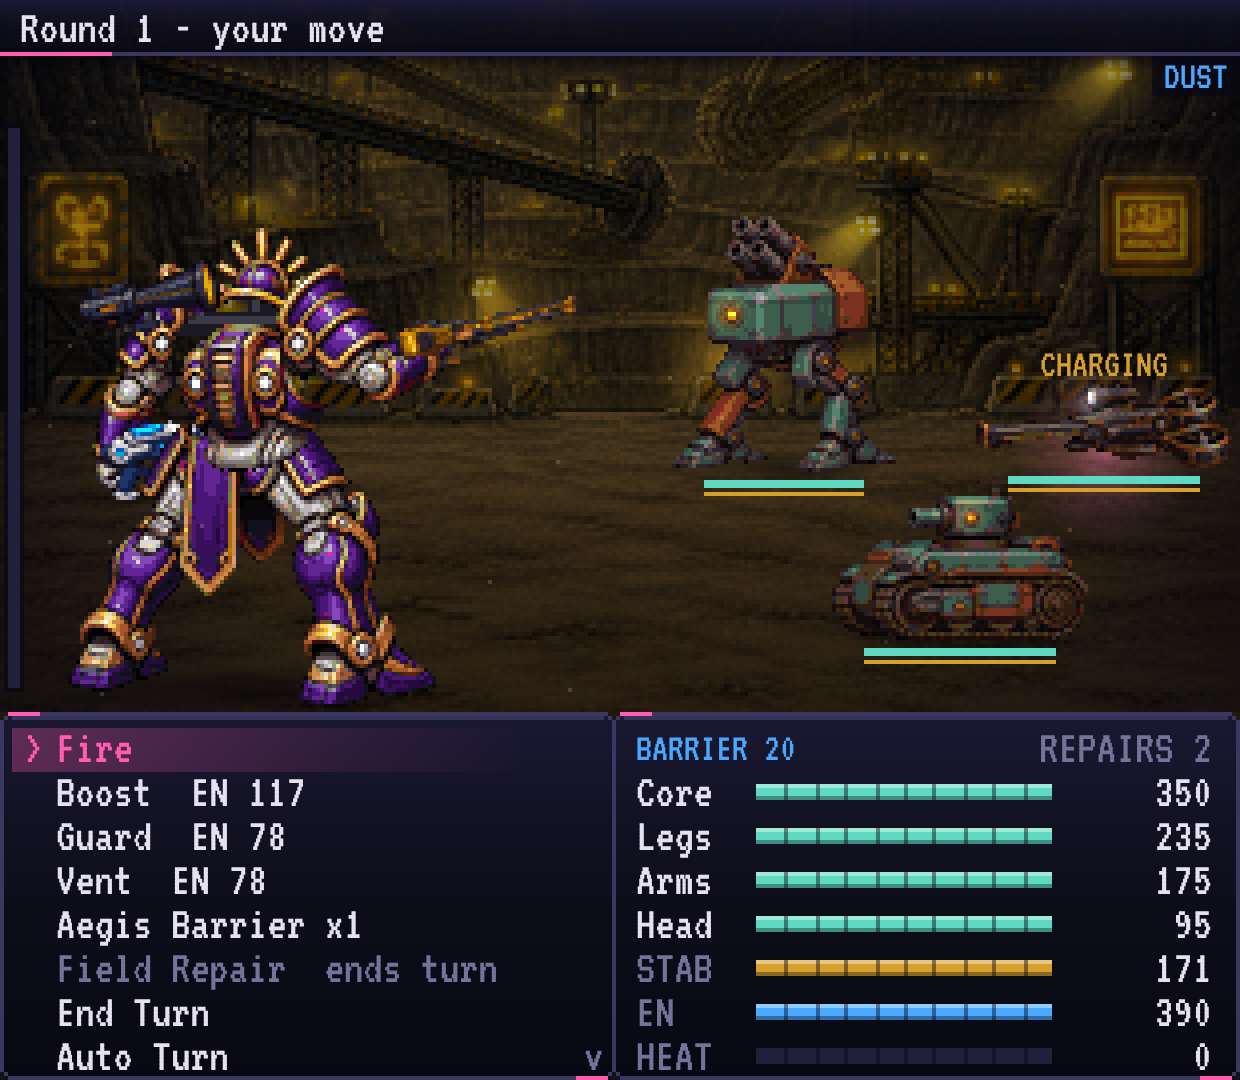 Round 1 - your move
DUST
CHARGING
> Fire
Boost EN 117
Guard EN 78
Vent EN 78
Aegis Barrier x1
Field Repair ends turn
End Turn
Auto Turn v
BARRIER 20 REPAIRS 2
Core 350
Legs 235
Arms 175
Head 95
STAB 171
EN 390
HEAT 0